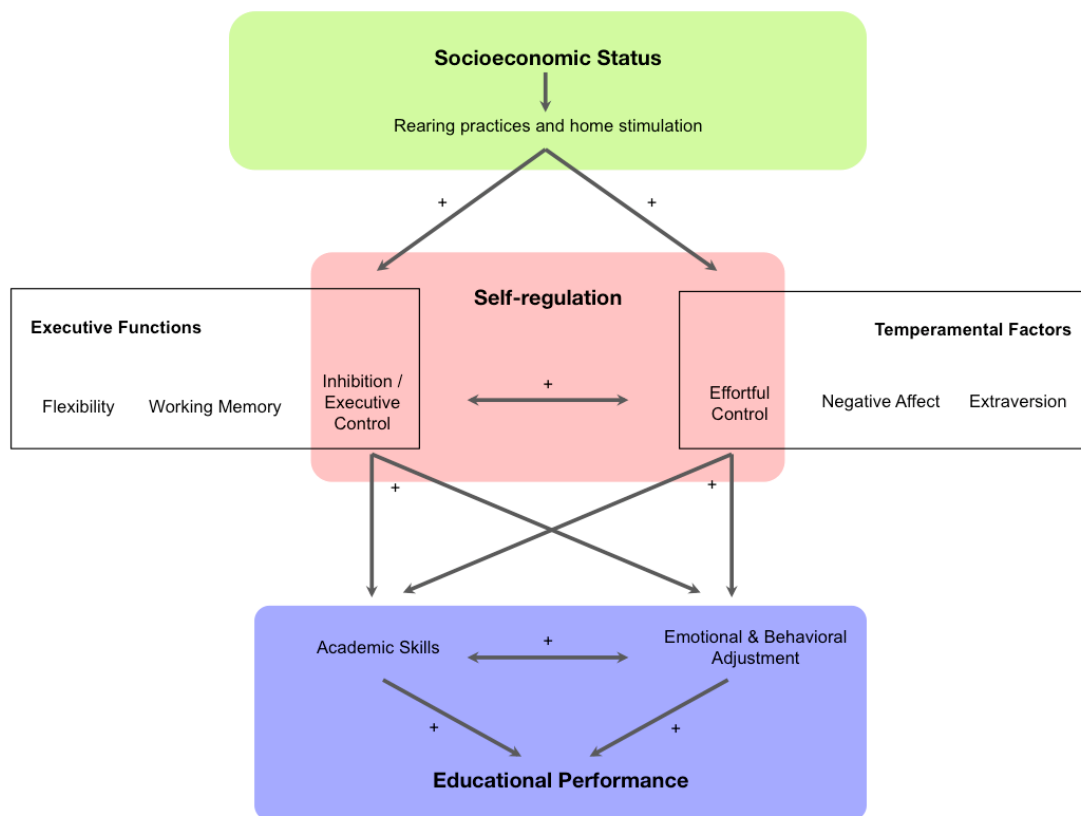 Socioeconomic Status
Rearing practices and home stimulation
+
+
Self-regulation
Executive Functions
Temperamental Factors
Flexibility
Working Memory
Inhibition /
Executive
Control
+
Effortful
Control
Negative Affect
Extraversion
+
+
Academic Skills
+
Emotional & Behavioral
Adjustment
+
+
Educational Performance